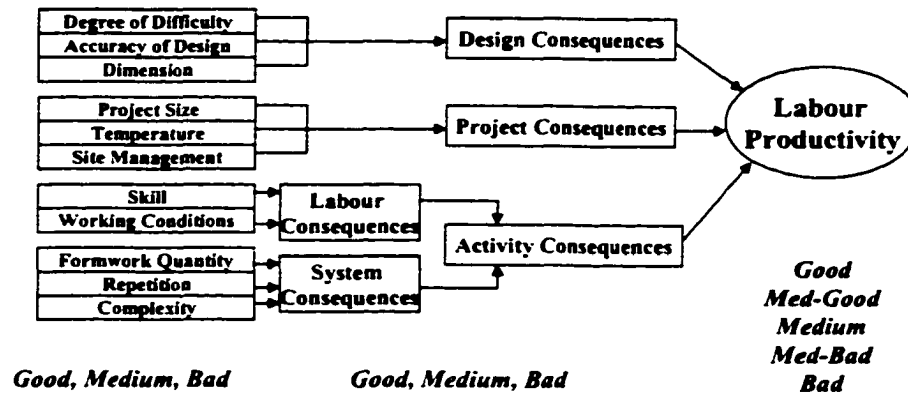 Degree of Difficulty
Accuracy of Design
Dimension
Design Consequences
Project Size
Temperature
Site Management
Project Consequences
Labour
Productivity
Skill
Working Conditions
Labour
Consequences
Formwork Quantity
Repetition
Complexity
System
Consequences
Activity Consequences
Good
Med-Good
Medium
Med-Bad
Bad
Good, Medium, Bad
Good, Medium, Bad